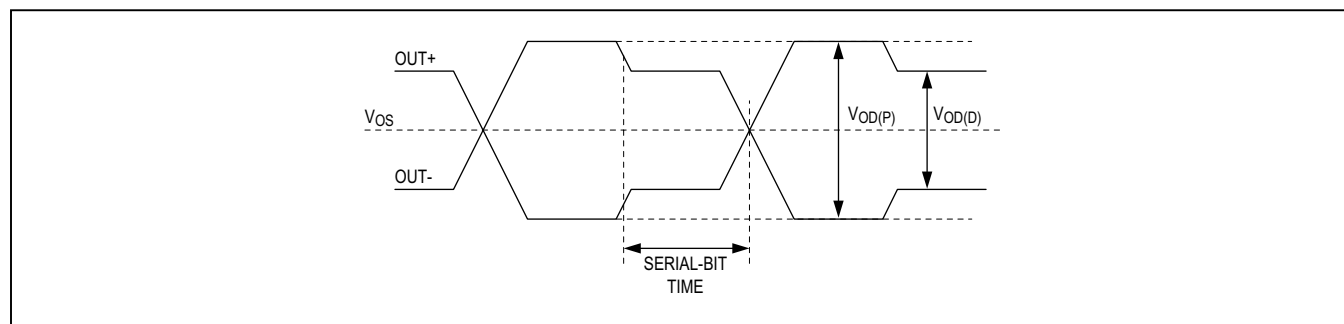 OUT+
VOS
OUT-
VOD(P)
VOD(D)
SERIAL-BIT
TIME